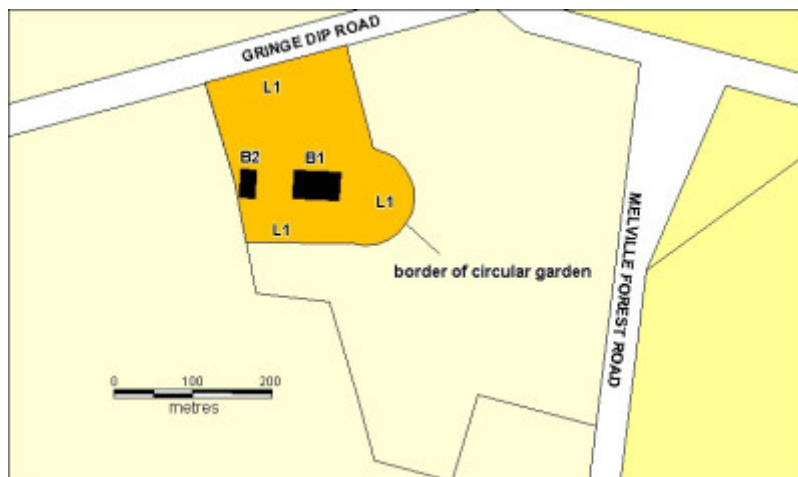 GRINGE DIP ROAD
L1
B2
B1
L1
L1
MELVILLE FOREST ROAD
border of circular garden
0 100 200
metres